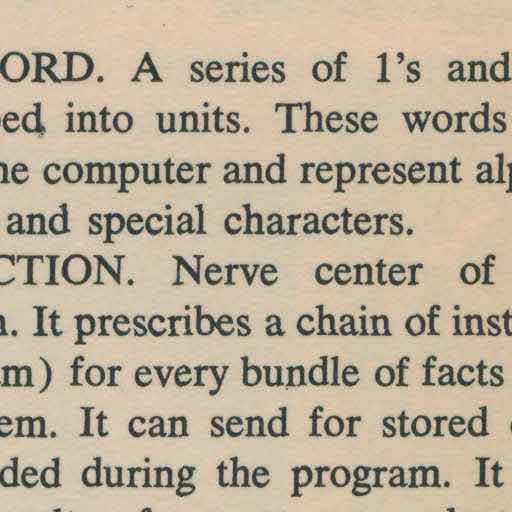 ORD. A series of 1's and
ed into units. These words
he computer and represent alp
and special characters.
CTION. Nerve center of
n. It prescribes a chain of inst
am) for every bundle of facts
em. It can send for stored
ded during the program. It